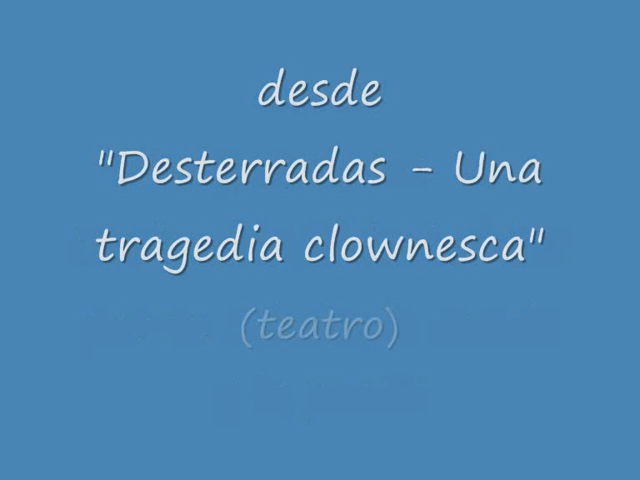 desde
"Desterradas - Una
tragedia clownesca"
(teatro)